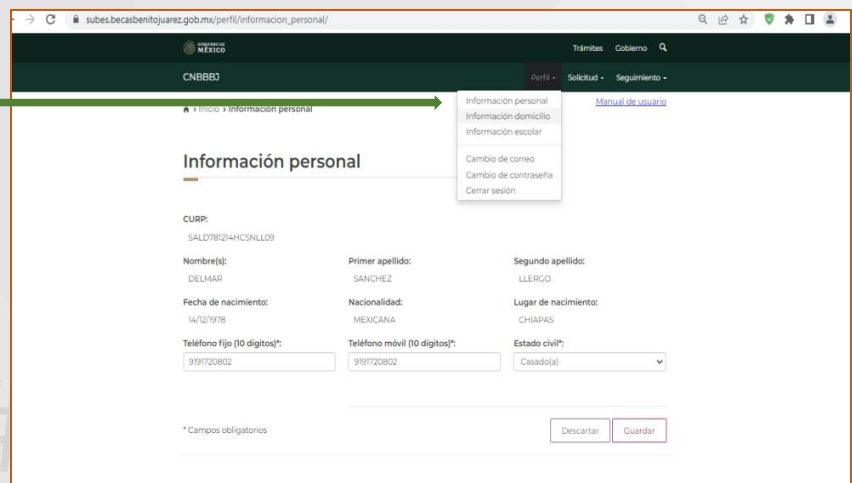 subes.becasbenitojuarez.gob.mx/perfil/informacion_personal/
GOBIERNO DE
MÉXICO
Trámites Gobierno
CNBBBJ
Perfil Solicitud Seguimiento
Información personal
Información domicilio
Información escolar
Cambio de correo
Cambio de contraseña
Cerrar sesión
Manual de usuario
> Inicio > Información personal
Información personal
CURP:
SALD781214HCSNLL09
Nombre(s): Primer apellido: Segundo apellido:
DELMAR SANCHEZ LLERGO
Fecha de nacimiento: Nacionalidad: Lugar de nacimiento:
14/12/1978 MEXICANA CHIAPAS
Teléfono fijo (10 dígitos)*: Teléfono móvil (10 dígitos)*: Estado civil*:
9191720802 9191720802 Casado(a)
* Campos obligatorios Descartar Guardar